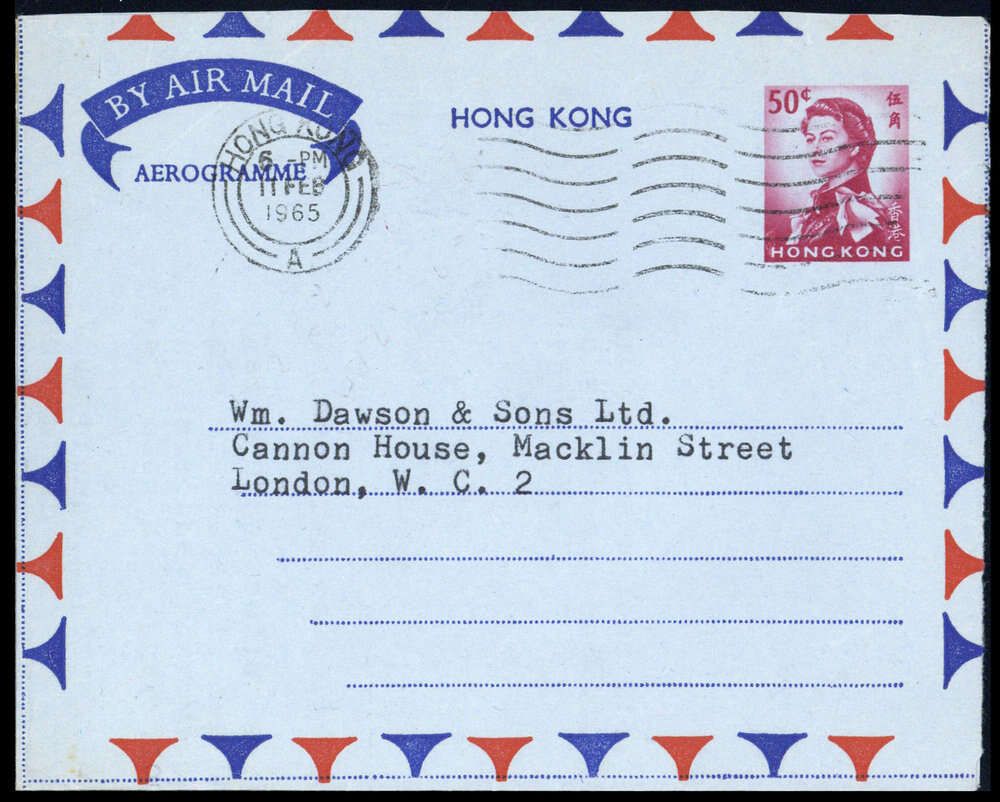 BY AIR MAIL
AEROGRAMME
HONG KONG
6 -PM
11 FEB
1965
A
HONG KONG
50¢
伍角
香港
HONG KONG
Wm. Dawson & Sons Ltd.
Cannon House, Macklin Street
London, W. C. 2